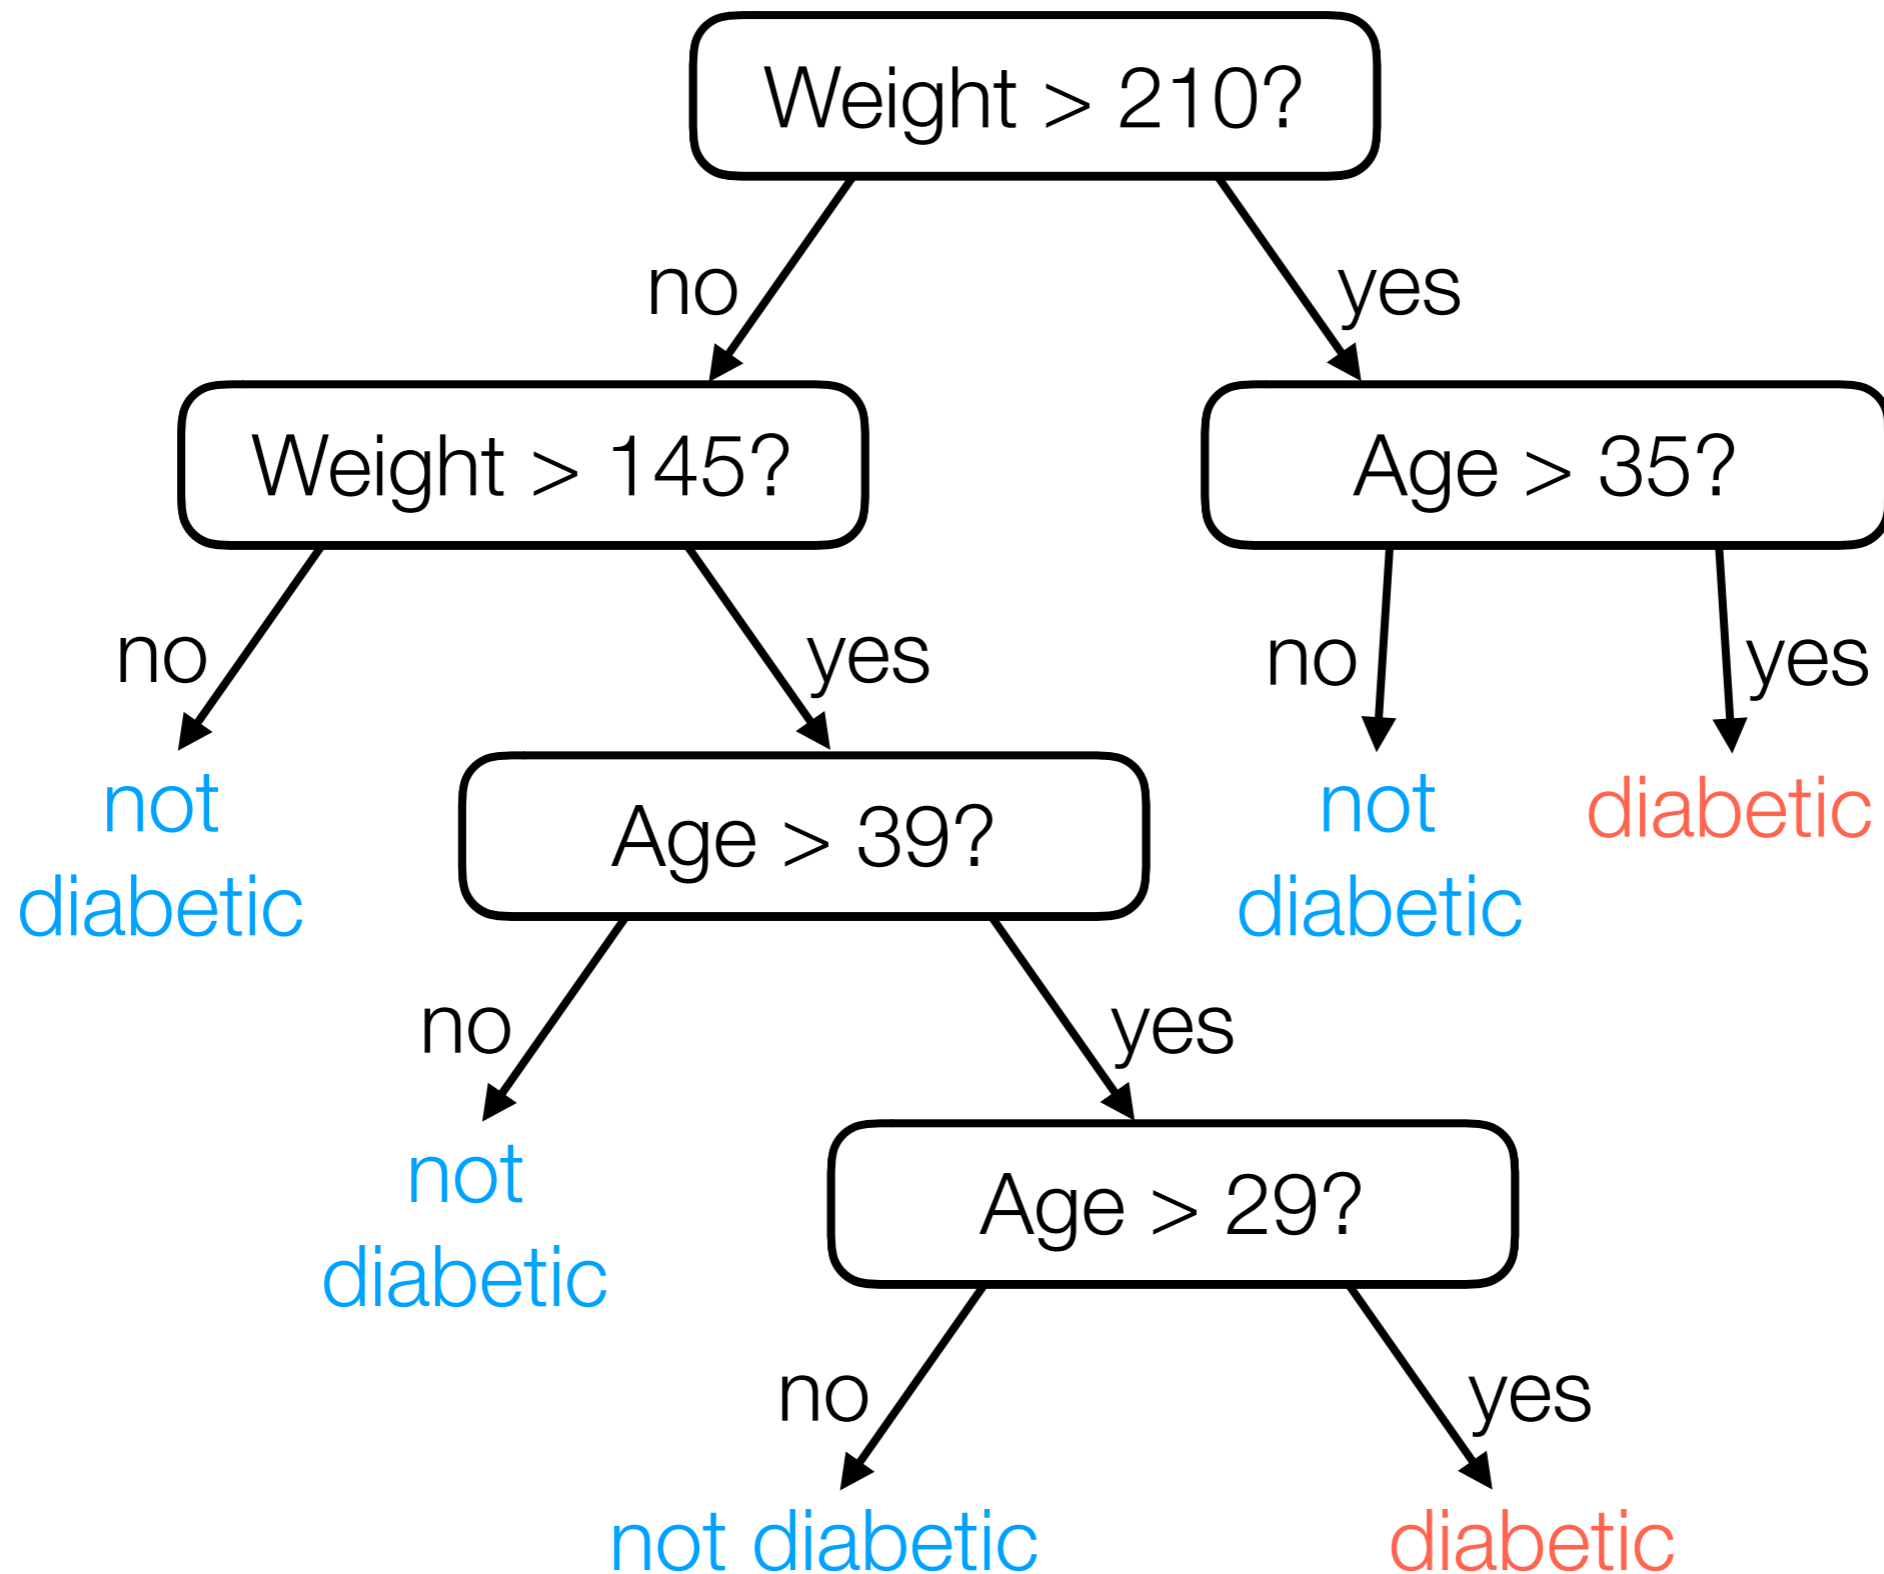 Weight > 210?
no
yes
Weight > 145?
Age > 35?
no
yes
no
yes
not
diabetic
Age > 39?
not
diabetic
diabetic
no
yes
not
diabetic
Age > 29?
no
yes
not diabetic
diabetic